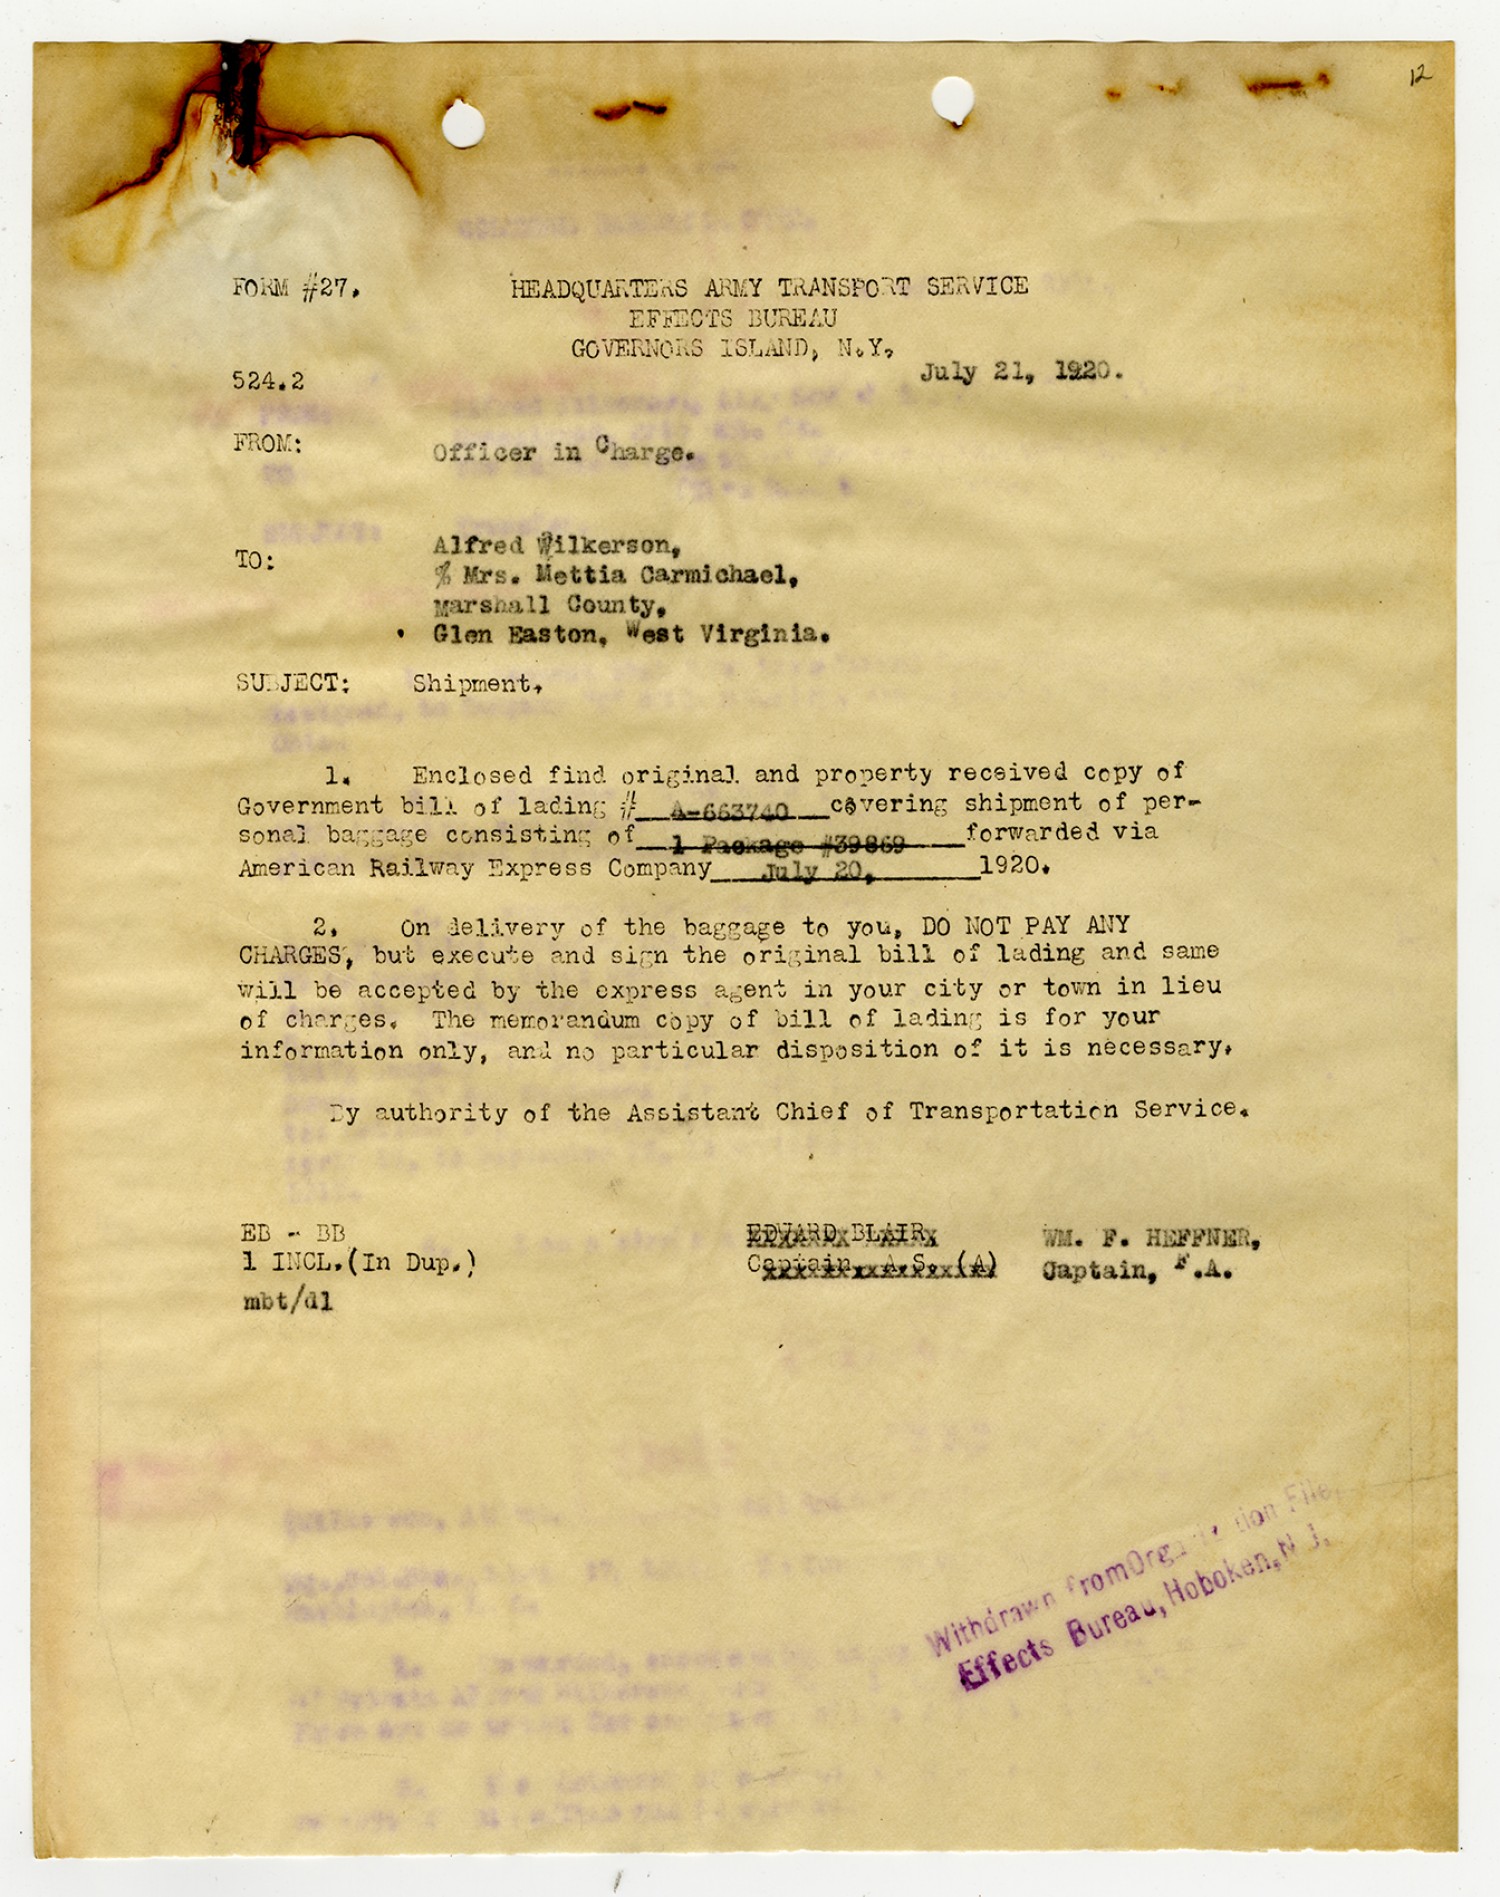 12
FORM #27. HEADQUARTERS ARMY TRANSPORT SERVICE
EFFECTS BUREAU
GOVERNORS ISLAND, N.Y.
524.2 July 21, 1920.
FROM: Officer in Charge.
TO: Alfred Wilkerson,
% Mrs. Mettia Carmichael,
Marshall County,
Glen Easton, West Virginia.
SUBJECT: Shipment.
1. Enclosed find original and property received copy of
Government bill of lading # A-663740 covering shipment of per-
sonal baggage consisting of 1 Package #39869 forwarded via
American Railway Express Company July 20, 1920.
2. On delivery of the baggage to you, DO NOT PAY ANY
CHARGES, but execute and sign the original bill of lading and same
will be accepted by the express agent in your city or town in lieu
of charges. The memorandum copy of bill of lading is for your
information only, and no particular disposition of it is necessary.
By authority of the Assistant Chief of Transportation Service.
EB - BB EDWARD BLAIR WM. F. HEFFNER,
1 INCL.(In Dup.) Captain, A.S. (A) Captain, F.A.
mbt/dl
Withdrawn from Organization File,
Effects Bureau, Hoboken, N.J.